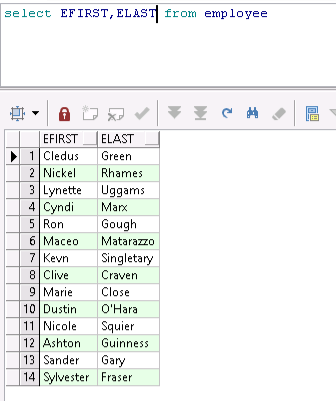 select EFIRST,ELAST from employee
EFIRST ELAST
1 Cledus Green
2 Nickel Rhames
3 Lynette Uggams
4 Cyndi Marx
5 Ron Gough
6 Maceo Matarazzo
7 Kevn Singletary
8 Clive Craven
9 Marie Close
10 Dustin O'Hara
11 Nicole Squier
12 Ashton Guinness
13 Sander Gary
14 Sylvester Fraser